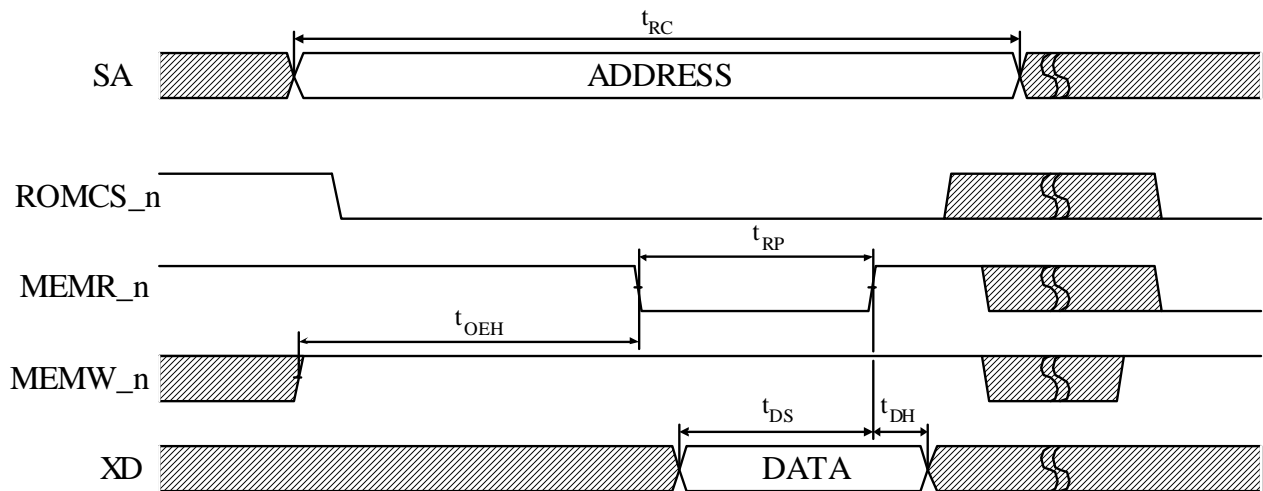 tRC
SA ADDRESS
ROMCS_n
tRP
MEMR_n
tOEH
MEMW_n
tDS tDH
XD DATA